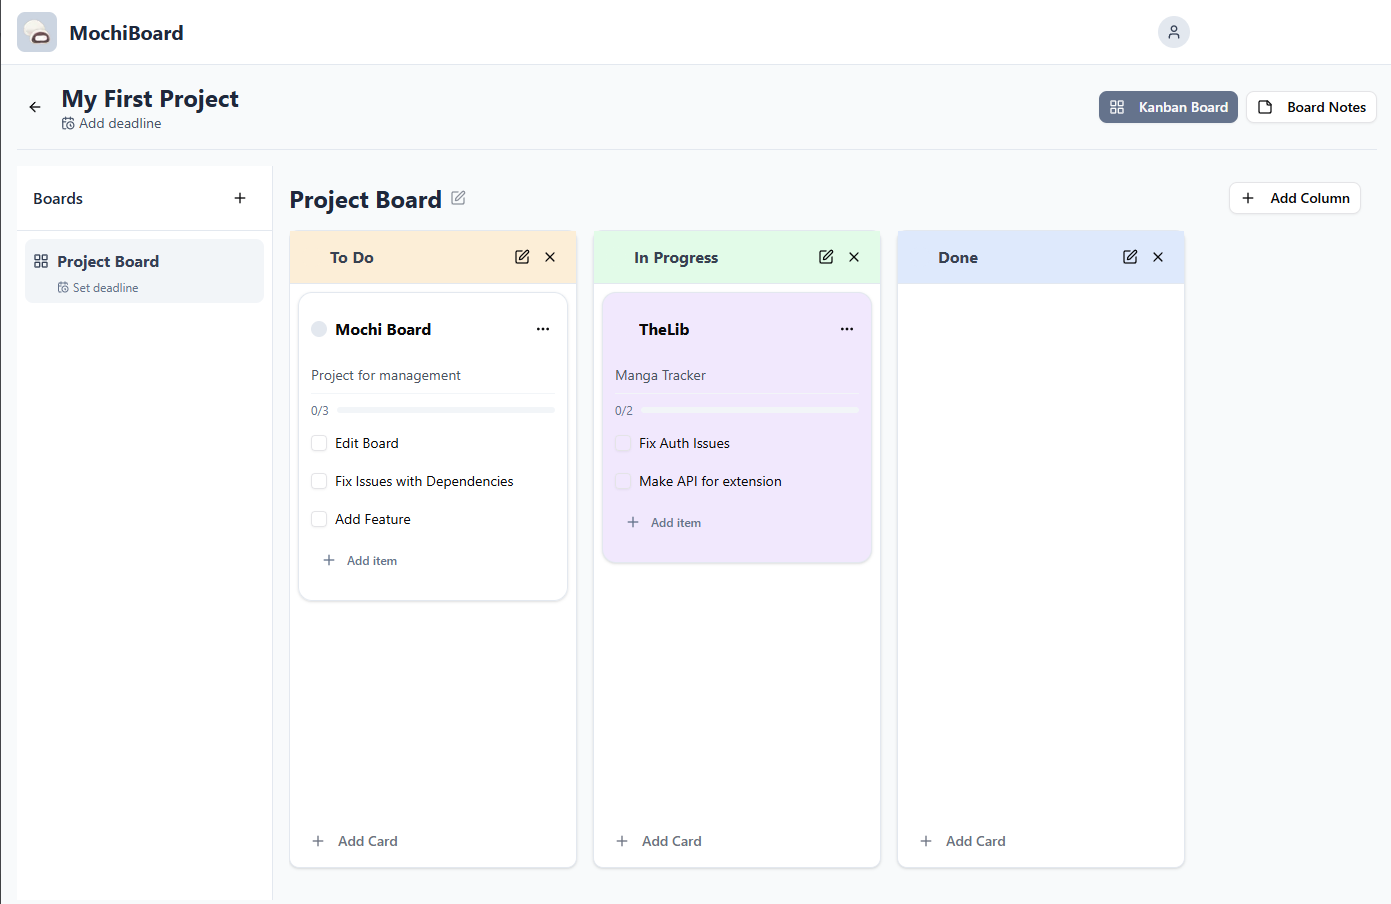 MochiBoard
My First Project
Add deadline
Kanban Board
Board Notes
Boards
Project Board
Set deadline
Project Board
Add Column
To Do
Mochi Board
Project for management
0/3
Edit Board
Fix Issues with Dependencies
Add Feature
Add item
Add Card
In Progress
TheLib
Manga Tracker
0/2
Fix Auth Issues
Make API for extension
Add item
Add Card
Done
Add Card